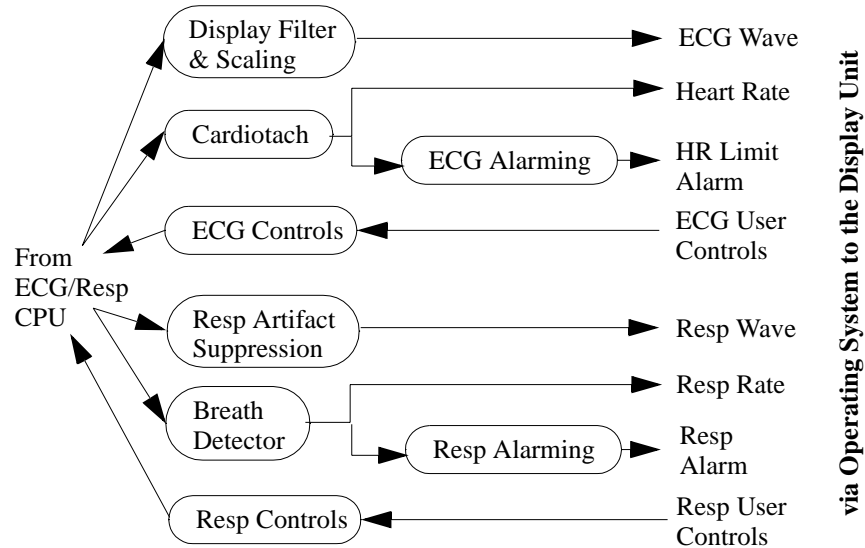 Display Filter
& Scaling
ECG Wave
Heart Rate
Cardiotach
ECG Alarming
HR Limit
Alarm
ECG Controls
ECG User
Controls
From
ECG/Resp
CPU
Resp Artifact
Suppression
Resp Wave
Resp Rate
Breath
Detector
Resp Alarming
Resp
Alarm
Resp Controls
Resp User
Controls
via Operating System to the Display Unit